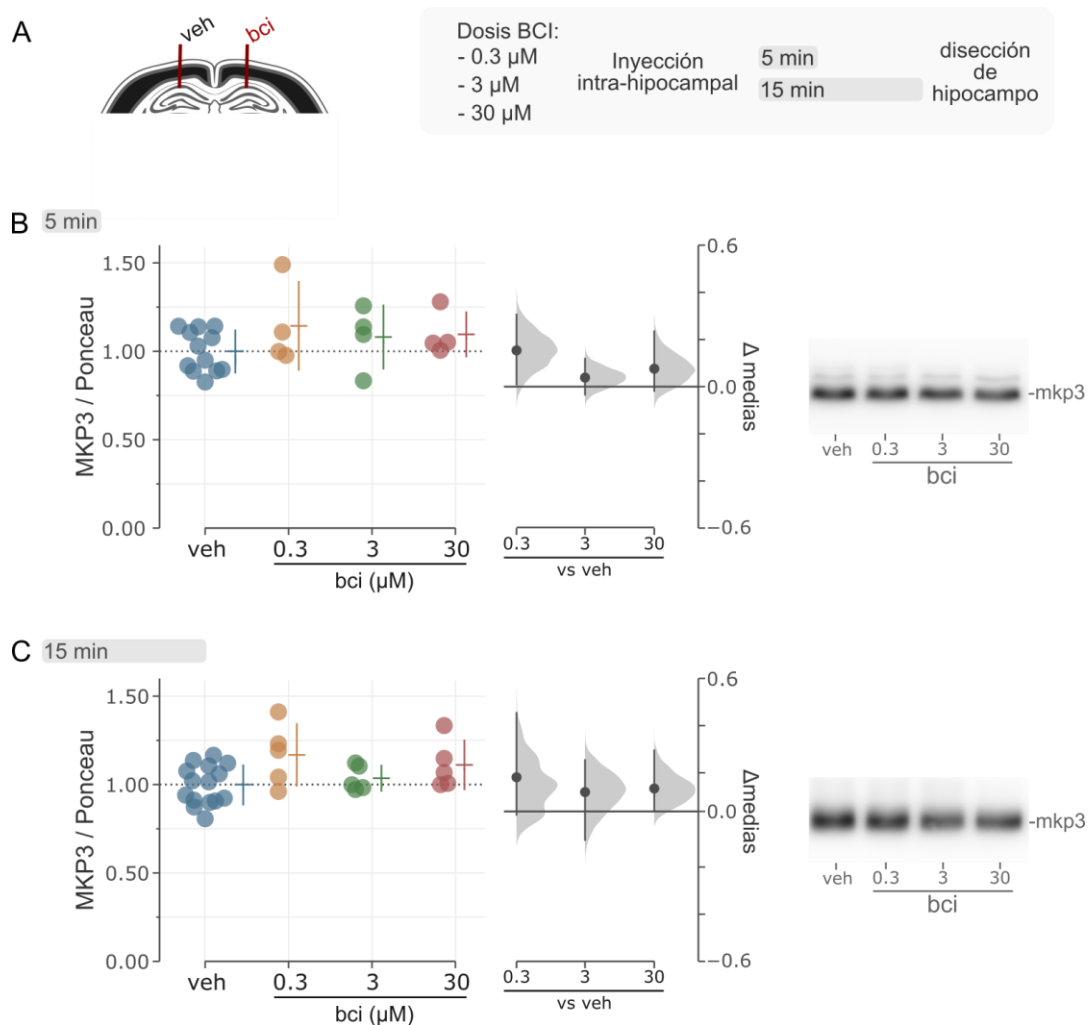 A
veh
bci
Dosis BCI:
- 0.3 µM
- 3 µM
- 30 µM
Inyección
intra-hipocampal
5 min
15 min
disección
de
hipocampo
B
5 min
MKP3 / Ponceau
1.50
1.00
0.50
0.00
veh
0.3
3
30
bci (µM)
0.6
0.0
−0.6
Δ medias
0.3
3
30
vs veh
-mkp3
veh
0.3
3
30
bci
C
15 min
MKP3 / Ponceau
1.50
1.00
0.50
0.00
veh
0.3
3
30
bci (µM)
0.6
0.0
−0.6
Δmedias
0.3
3
30
vs veh
-mkp3
veh
0.3
3
30
bci